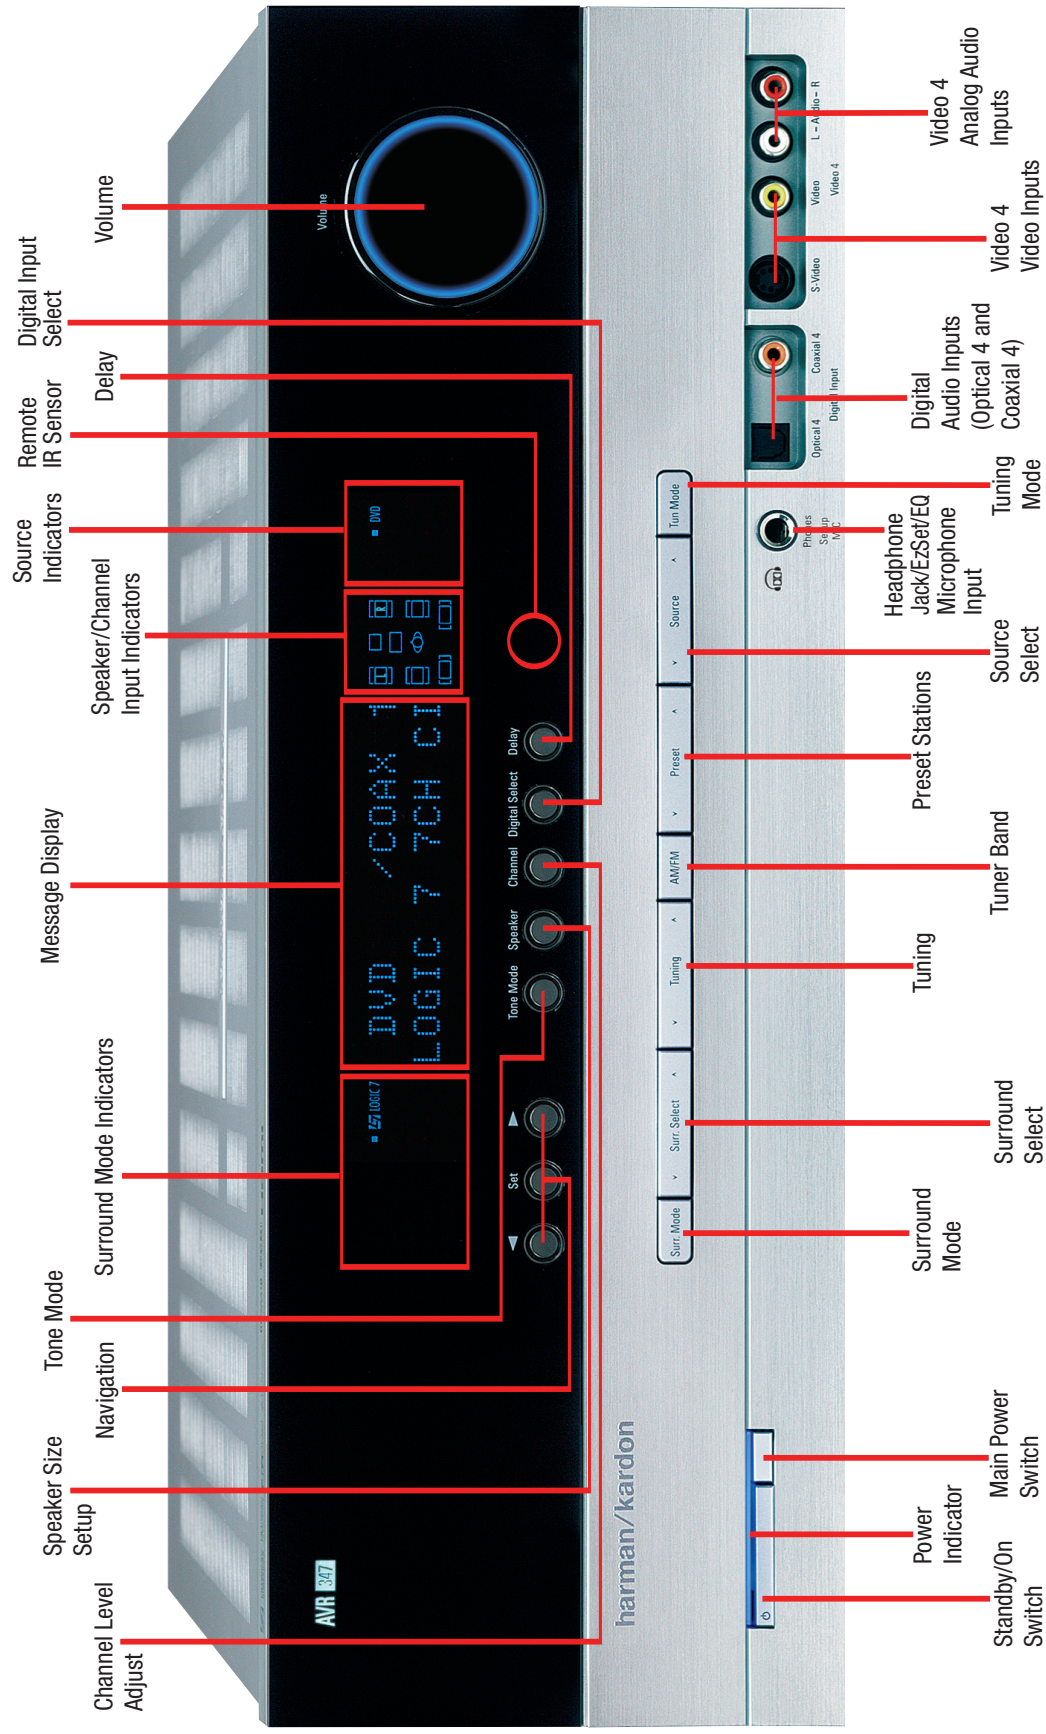 Channel Level
Adjust
Speaker Size
Setup
Navigation
Tone Mode
Surround Mode Indicators
Message Display
Speaker/Channel
Input Indicators
Source
Indicators
Remote
IR Sensor
Delay
Digital Input
Select
Volume
AVR 347
LOGIC 7
DVD /COAX 1
LOGIC 7 7CH CI
L
R
DVD
Volume
Set
Tone Mode
Speaker
Channel
Digital Select
Delay
harman/kardon
Surr. Mode
Surr. Select
Tuning
AM/FM
Preset
Source
Tun Mode
Phones
Setup
MIC
Optical 4
Coaxial 4
Digital Input
S-Video
Video
L – Audio – R
Video 4
Standby/On
Switch
Power
Indicator
Main Power
Switch
Surround
Mode
Surround
Select
Tuning
Tuner Band
Preset Stations
Source
Select
Headphone
Jack/EzSet/EQ
Microphone
Input
Tuning
Mode
Digital
Audio Inputs
(Optical 4 and
Coaxial 4)
Video 4
Video Inputs
Video 4
Analog Audio
Inputs